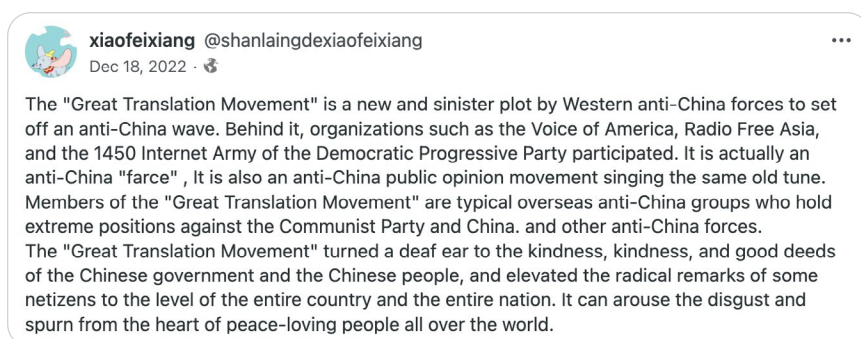 xiaofeixiang @shanlaingdexiaofeixiang
Dec 18, 2022 ·
The "Great Translation Movement" is a new and sinister plot by Western anti-China forces to set
off an anti-China wave. Behind it, organizations such as the Voice of America, Radio Free Asia,
and the 1450 Internet Army of the Democratic Progressive Party participated. It is actually an
anti-China "farce" , It is also an anti-China public opinion movement singing the same old tune.
Members of the "Great Translation Movement" are typical overseas anti-China groups who hold
extreme positions against the Communist Party and China. and other anti-China forces.
The "Great Translation Movement" turned a deaf ear to the kindness, kindness, and good deeds
of the Chinese government and the Chinese people, and elevated the radical remarks of some
netizens to the level of the entire country and the entire nation. It can arouse the disgust and
spurn from the heart of peace-loving people all over the world.